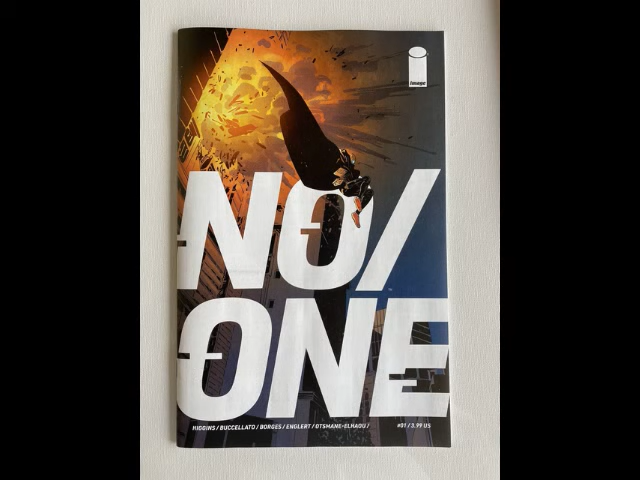 image
NO/
ONE
HIGGINS / BUCCELLATO / BORGES / ENGLERT / OTSMANE-ELHAOU /
#01 / 3.99 US